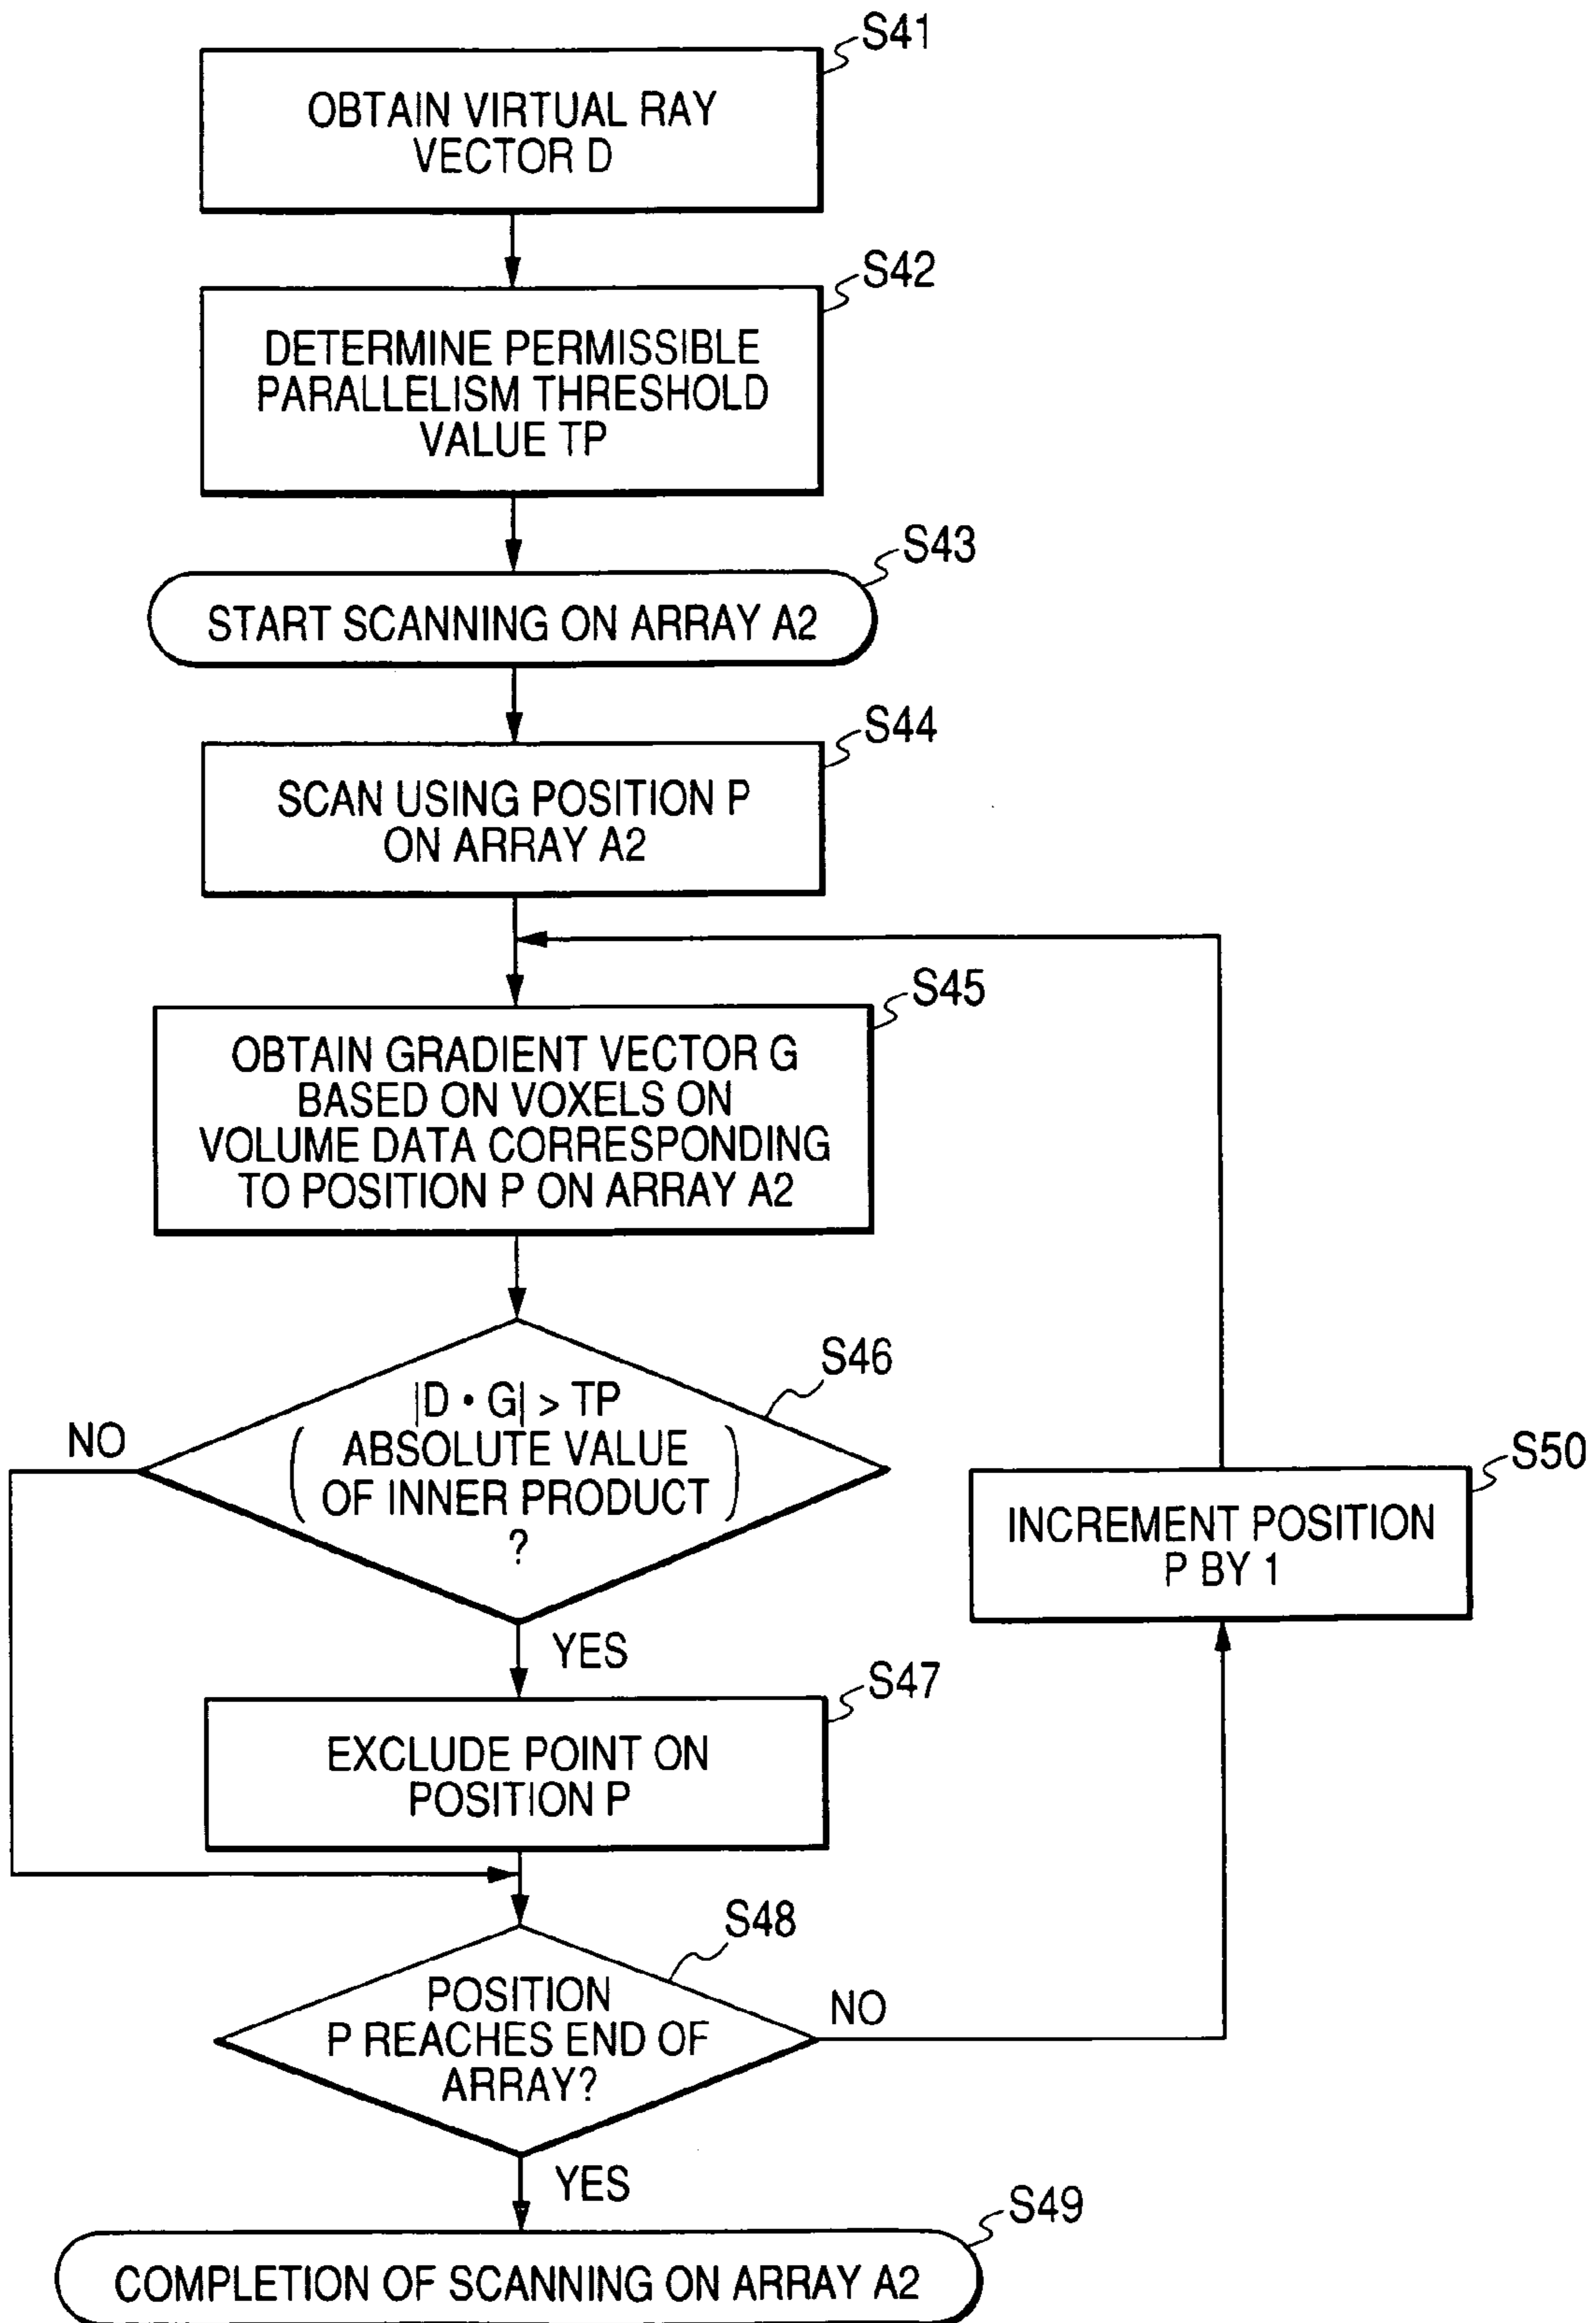 S41
OBTAIN VIRTUAL RAY
VECTOR D
S42
DETERMINE PERMISSIBLE
PARALLELISM THRESHOLD
VALUE TP
S43
START SCANNING ON ARRAY A2
S44
SCAN USING POSITION P
ON ARRAY A2
S45
OBTAIN GRADIENT VECTOR G
BASED ON VOXELS ON
VOLUME DATA CORRESPONDING
TO POSITION P ON ARRAY A2
S46
|D • G| > TP
( ABSOLUTE VALUE
OF INNER PRODUCT )
?
NO
YES
S50
INCREMENT POSITION
P BY 1
S47
EXCLUDE POINT ON
POSITION P
S48
POSITION
P REACHES END OF
ARRAY?
NO
YES
S49
COMPLETION OF SCANNING ON ARRAY A2